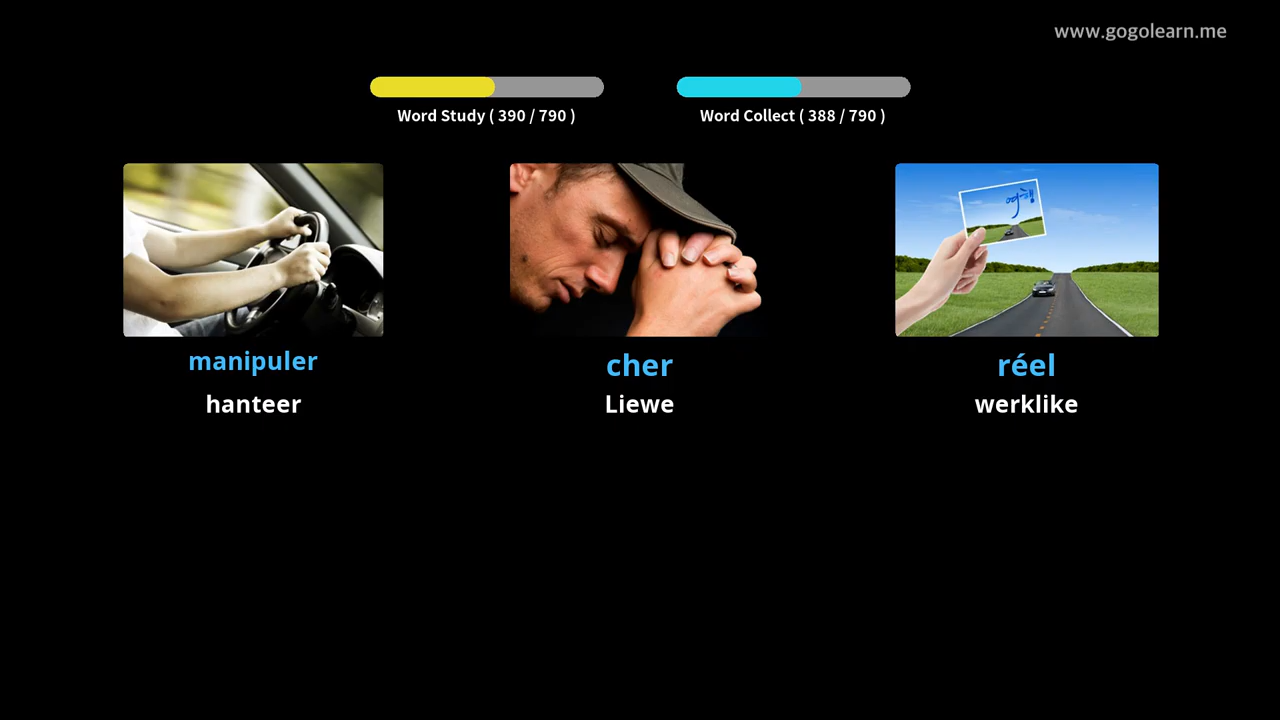 www.gogolearn.me
Word Study ( 390 / 790 )
Word Collect ( 388 / 790 )
manipuler
hanteer
cher
Liewe
réel
werklike